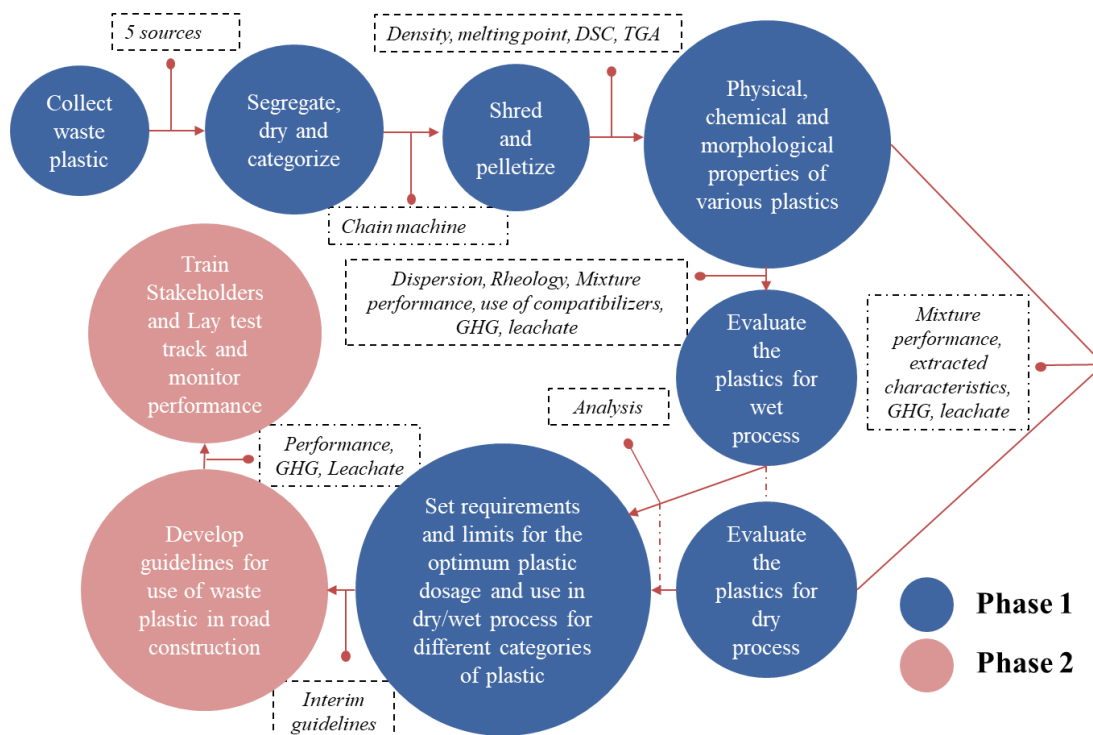 5 sources
Density, melting point, DSC, TGA
Collect
waste
plastic
Segregate,
dry and
categorize
Shred
and
pelletize
Physical,
chemical and
morphological
properties of
various plastics
Chain machine
Dispersion, Rheology, Mixture
performance, use of compatibilizers,
GHG, leachate
Train
Stakeholders
and Lay test
track and
monitor
performance
Evaluate
the
plastics for
wet
process
Mixture
performance,
extracted
characteristics,
GHG, leachate
Analysis
Performance,
GHG, Leachate
Develop
guidelines for
use of waste
plastic in road
construction
Set requirements
and limits for the
optimum plastic
dosage and use in
dry/wet process for
different categories
of plastic
Evaluate
the
plastics for
dry
process
Interim
guidelines
Phase 1
Phase 2